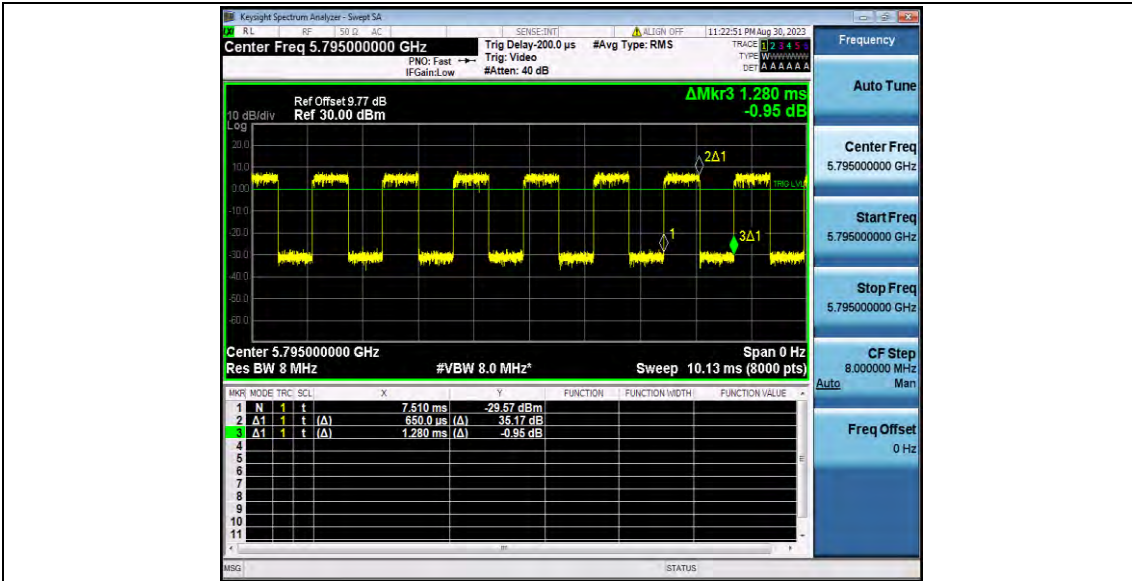 Keysight Spectrum Analyzer - Swept SA
RL RF 50 Ω AC SENSE:INT ALIGN OFF 11:22:51 PM Aug 30, 2023
Center Freq 5.795000000 GHz Trig Delay-200.0 µs #Avg Type: RMS TRACE 1 2 3 4 5 6
PNO: Fast Trig: Video TYPE WWWWWW
IFGain:Low #Atten: 40 dB DET A A A A A A
Frequency
Auto Tune
Center Freq
5.795000000 GHz
Start Freq
5.795000000 GHz
Stop Freq
5.795000000 GHz
CF Step
8.000000 MHz
Auto Man
Freq Offset
0 Hz
ΔMkr3 1.280 ms
-0.95 dB
Ref Offset 9.77 dB
10 dB/div Ref 30.00 dBm
Log
20.0
10.0
0.00
-10.0
-20.0
-30.0
-40.0
-50.0
-60.0
2Δ1
TRIG LVL
1
3Δ1
Center 5.795000000 GHz Span 0 Hz
Res BW 8 MHz #VBW 8.0 MHz* Sweep 10.13 ms (8000 pts)
MKR MODE TRC SCL X Y FUNCTION FUNCTION WIDTH FUNCTION VALUE
1 N 1 t 7.510 ms -29.57 dBm
2 Δ1 1 t (Δ) 650.0 µs (Δ) 35.17 dB
3 Δ1 1 t (Δ) 1.280 ms (Δ) -0.95 dB
4
5
6
7
8
9
10
11
MSG STATUS